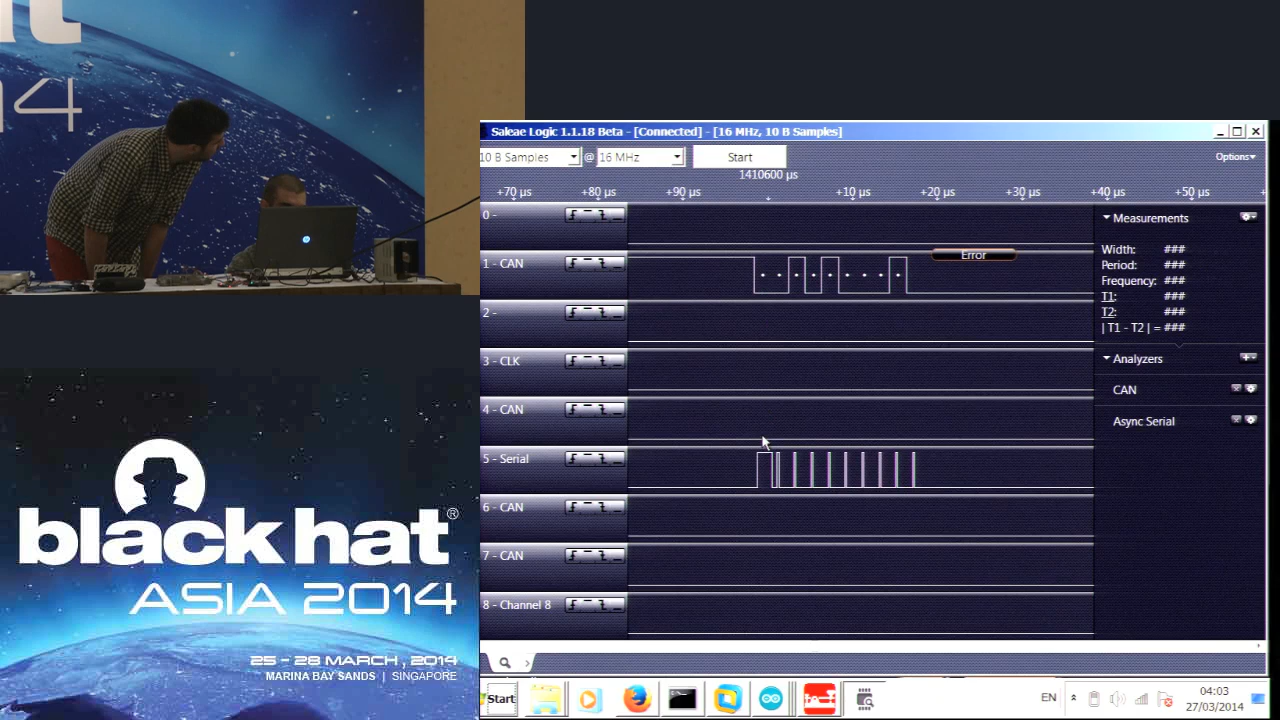 14
Saleae Logic 1.1.18 Beta - [Connected] - [16 MHz, 10 B Samples]
10 B Samples @ 16 MHz Start Options
1410600 µs
+70 µs +80 µs +90 µs +10 µs +20 µs +30 µs +40 µs +50 µs
0 -
1 - CAN
Error
2 -
3 - CLK
4 - CAN
5 - Serial
6 - CAN
7 - CAN
8 - Channel 8
Measurements
Width: ###
Period: ###
Frequency: ###
T1: ###
T2: ###
| T1 - T2 | = ###
Analyzers
CAN
Async Serial
black hat®
ASIA 2014
25 - 28 MARCH, 2014
MARINA BAY SANDS | SINGAPORE
Start EN 04:03
27/03/2014